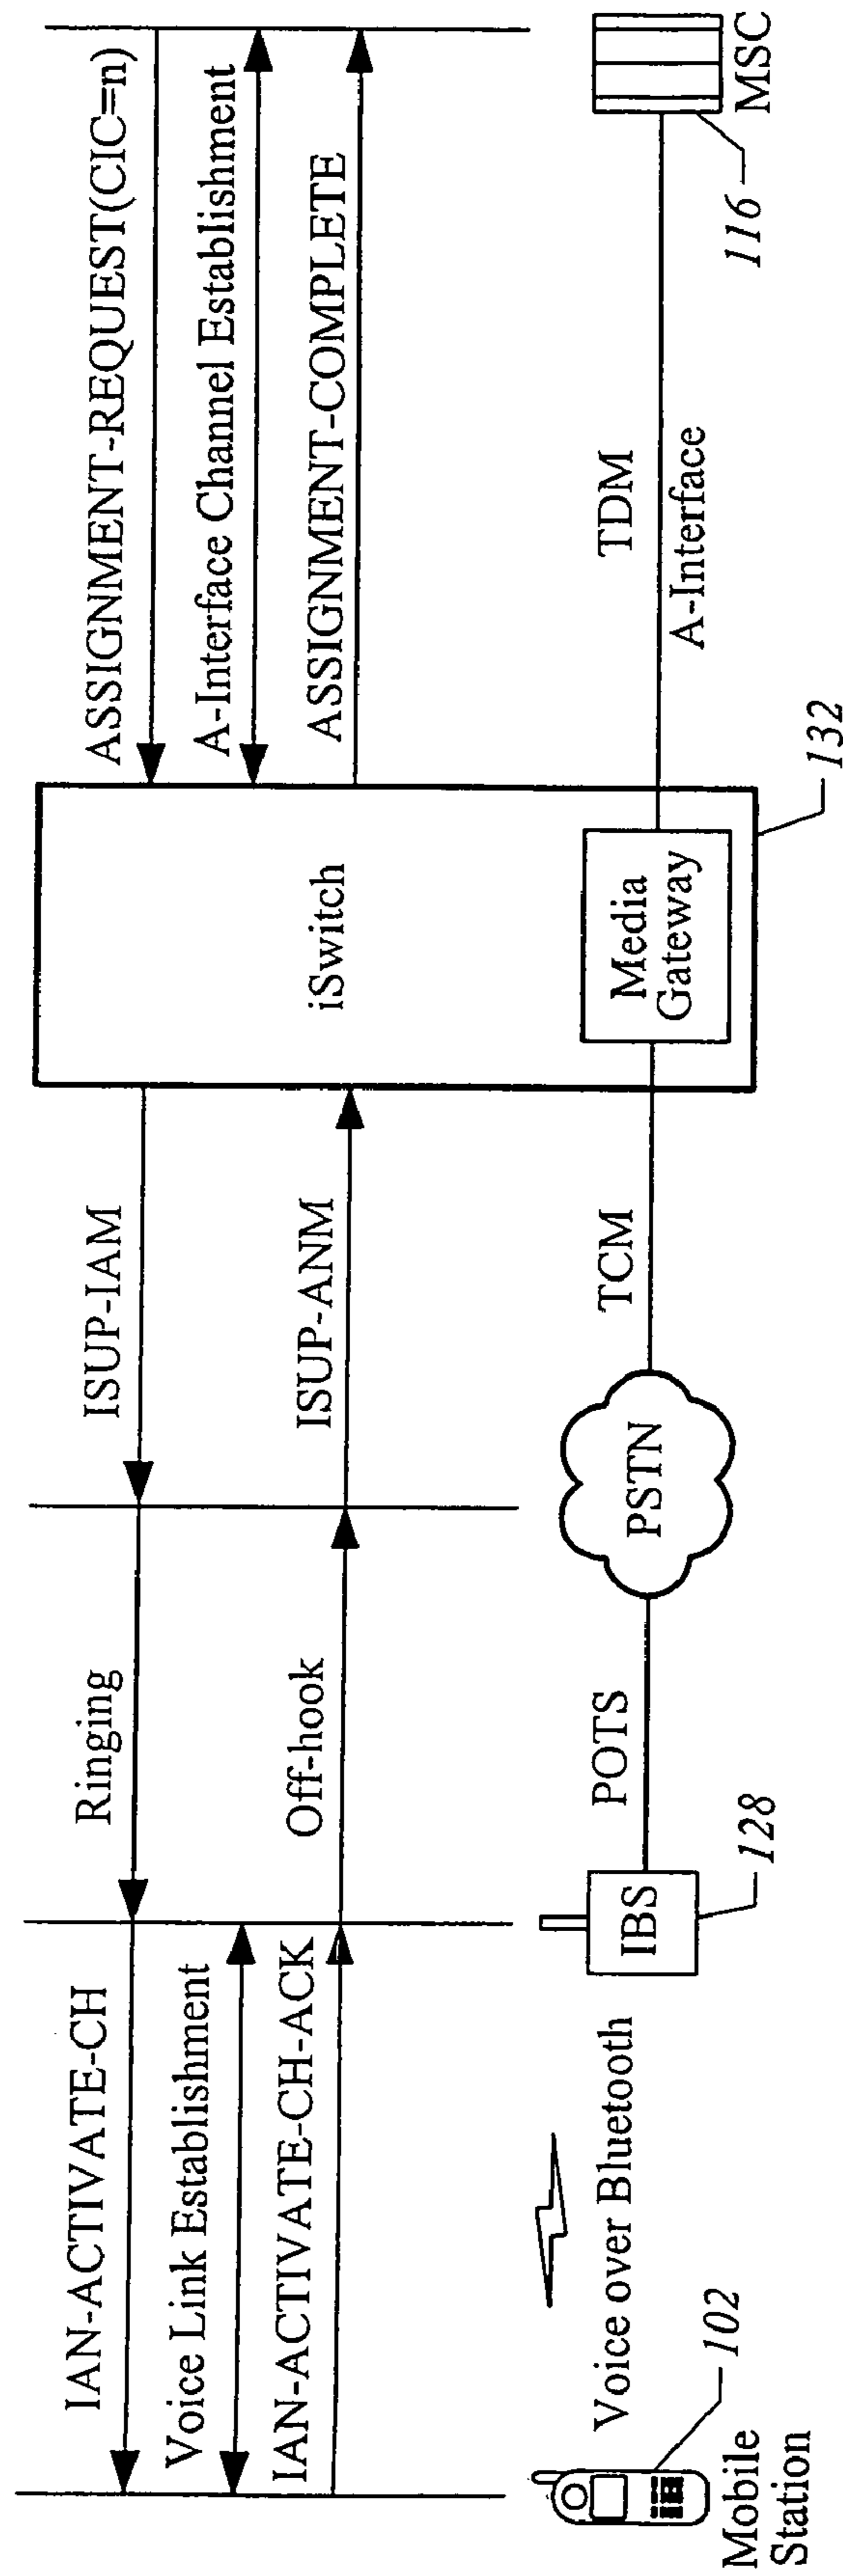 IAN-ACTIVATE-CH
Ringing
ISUP-IAM
ASSIGNMENT-REQUEST(CIC=n)
Voice Link Establishment
A-Interface Channel Establishment
IAN-ACTIVATE-CH-ACK
Off-hook
ISUP-ANM
iSwitch
ASSIGNMENT-COMPLETE
Voice over Bluetooth
IBS
POTS
PSTN
TCM
Media
Gateway
TDM
A-Interface
MSC
Mobile
Station
102
128
132
116